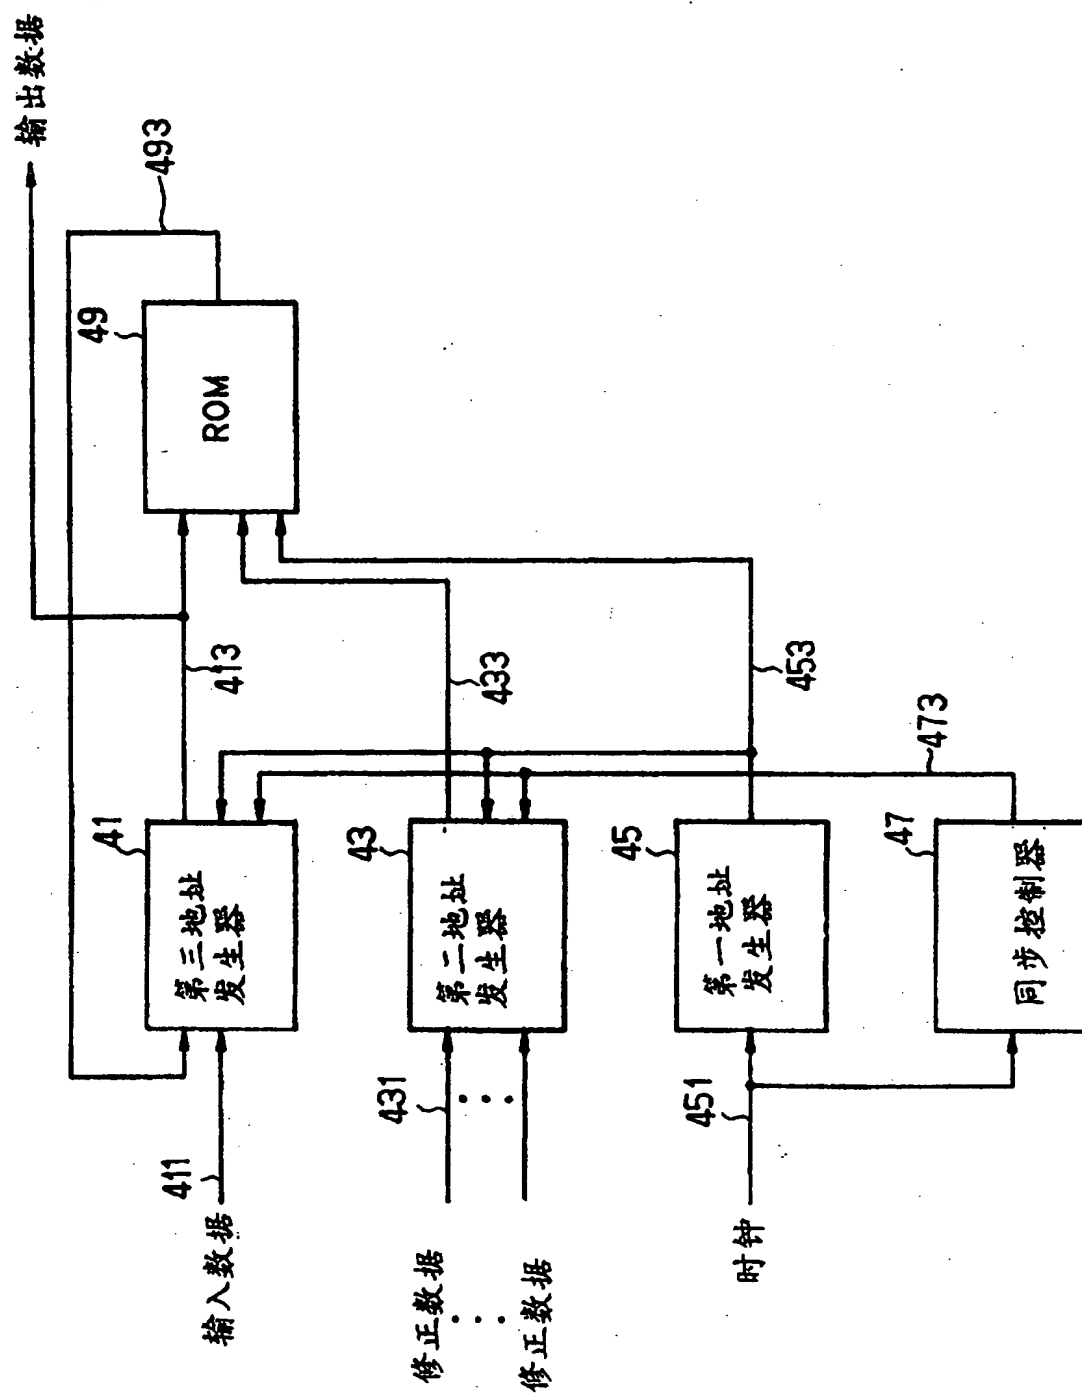 输出数据
493
49
ROM
413
433
453
473
41
第三地址
发生器
43
第二地址
发生器
45
第一地址
发生器
47
同步控制器
411
431
451
输入数据
修正数据
修正数据
时钟